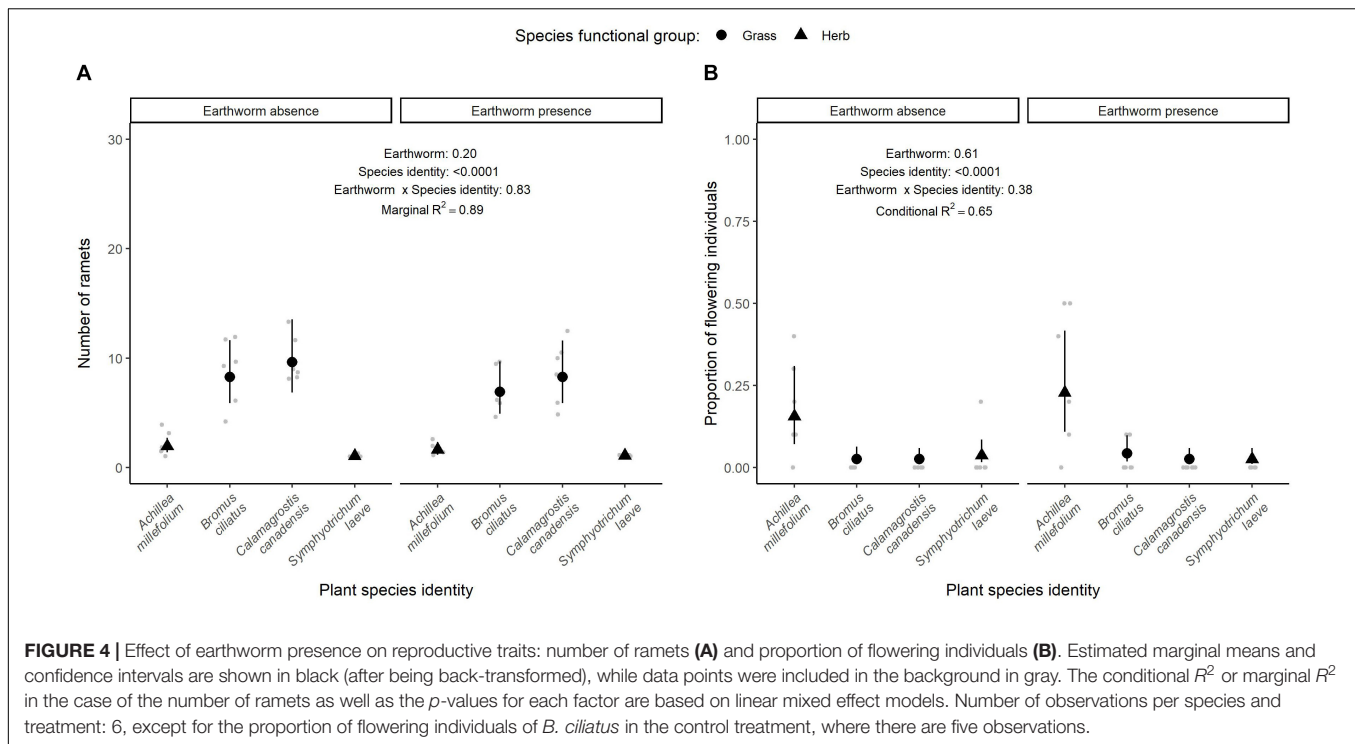 Species functional group: ● Grass ▲ Herb
A
Earthworm absence Earthworm presence
Earthworm: 0.20
Species identity: <0.0001
Earthworm x Species identity: 0.83
Marginal R² = 0.89
Number of ramets
30
20
10
0
Achillea millefolium
Bromus ciliatus
Calamagrostis canadensis
Symphyotrichum laeve
Achillea millefolium
Bromus ciliatus
Calamagrostis canadensis
Symphyotrichum laeve
Plant species identity
B
Earthworm absence Earthworm presence
Earthworm: 0.61
Species identity: <0.0001
Earthworm x Species identity: 0.38
Conditional R² = 0.65
Proportion of flowering individuals
1.00
0.75
0.50
0.25
0.00
Achillea millefolium
Bromus ciliatus
Calamagrostis canadensis
Symphyotrichum laeve
Achillea millefolium
Bromus ciliatus
Calamagrostis canadensis
Symphyotrichum laeve
Plant species identity
FIGURE 4 | Effect of earthworm presence on reproductive traits: number of ramets (A) and proportion of flowering individuals (B). Estimated marginal means and
confidence intervals are shown in black (after being back-transformed), while data points were included in the background in gray. The conditional R² or marginal R²
in the case of the number of ramets as well as the p-values for each factor are based on linear mixed effect models. Number of observations per species and
treatment: 6, except for the proportion of flowering individuals of B. ciliatus in the control treatment, where there are five observations.